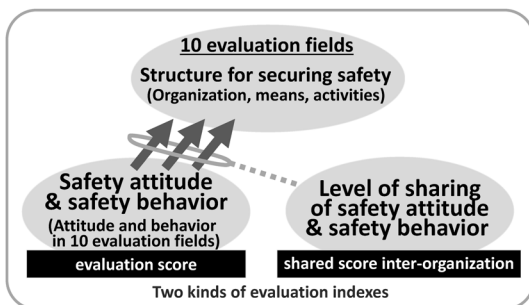 10 evaluation fields
Structure for securing safety
(Organization, means, activities)
Safety attitude
& safety behavior
(Attitude and behavior
in 10 evaluation fields)
evaluation score
Level of sharing
of safety attitude
& safety behavior
shared score inter-organization
Two kinds of evaluation indexes